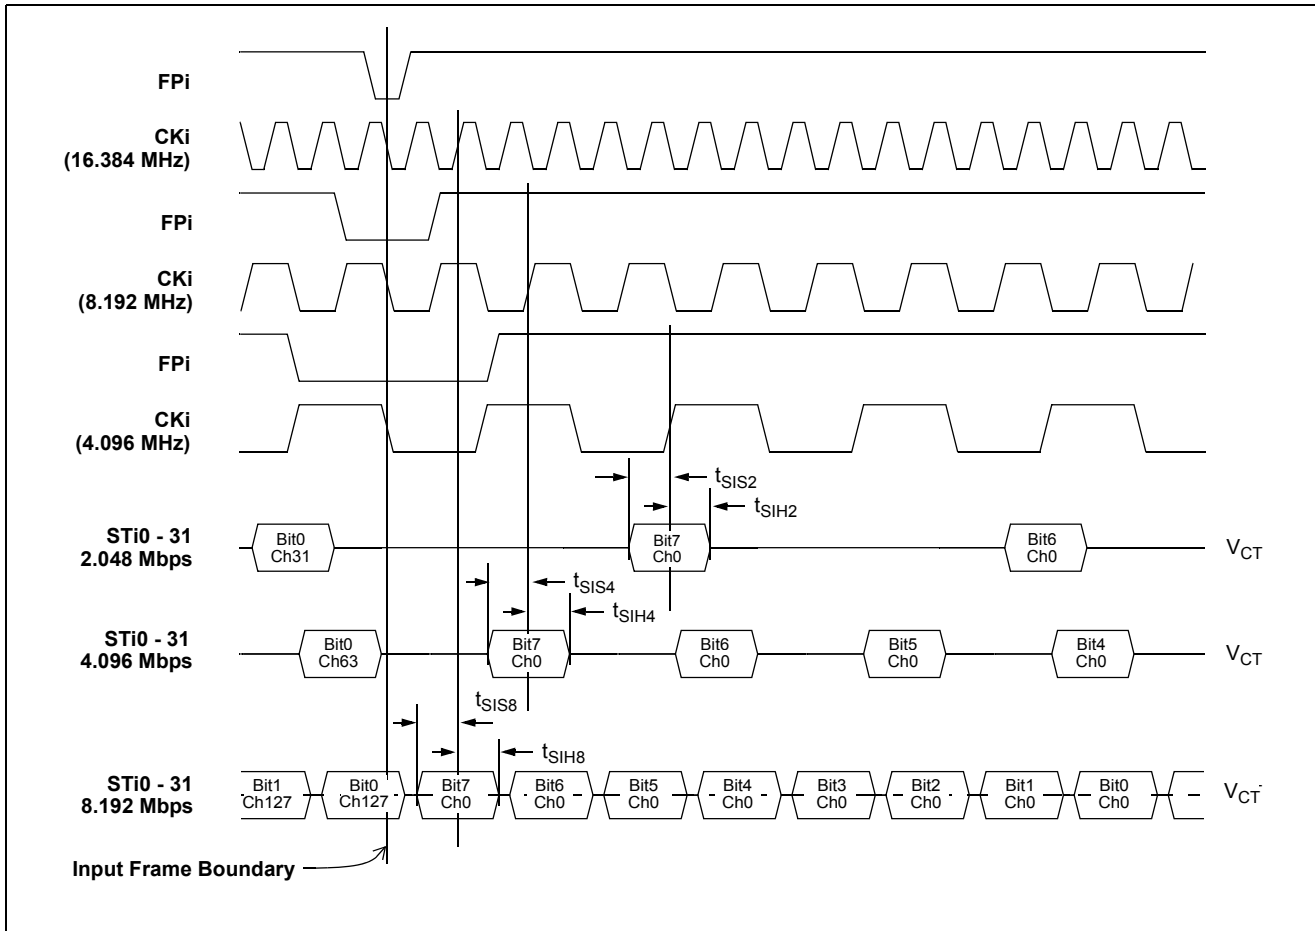 FPi
CKi
(16.384 MHz)
FPi
CKi
(8.192 MHz)
FPi
CKi
(4.096 MHz)
tSIS2
tSIH2
STi0 - 31
2.048 Mbps
Bit0
Ch31
Bit7
Ch0
Bit6
Ch0
VCT
tSIS4
tSIH4
STi0 - 31
4.096 Mbps
Bit0
Ch63
Bit7
Ch0
Bit6
Ch0
Bit5
Ch0
Bit4
Ch0
VCT
tSIS8
tSIH8
STi0 - 31
8.192 Mbps
Bit1
Ch127
Bit0
Ch127
Bit7
Ch0
Bit6
Ch0
Bit5
Ch0
Bit4
Ch0
Bit3
Ch0
Bit2
Ch0
Bit1
Ch0
Bit0
Ch0
VCT
Input Frame Boundary